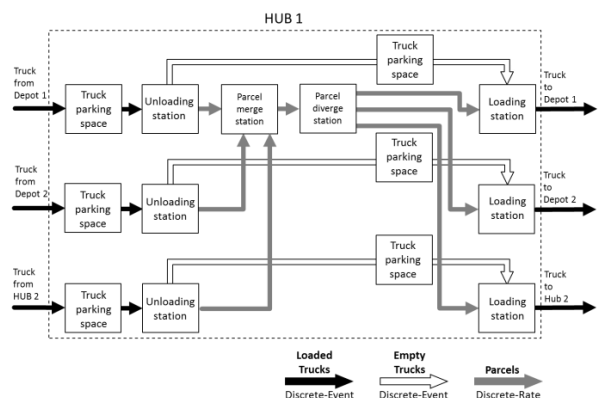 HUB 1
Truck
parking
space
Truck
from
Depot 1
Truck
parking
space
Unloading
station
Parcel
merge
station
Parcel
diverge
station
Loading
station
Truck
to
Depot 1
Truck
parking
space
Truck
from
Depot 2
Truck
parking
space
Unloading
station
Loading
station
Truck
to
Depot 2
Truck
parking
space
Truck
from
HUB 2
Truck
parking
space
Unloading
station
Loading
station
Truck
to
Hub 2
Loaded
Trucks
Discrete-Event
Empty
Trucks
Discrete-Event
Parcels
Discrete-Rate